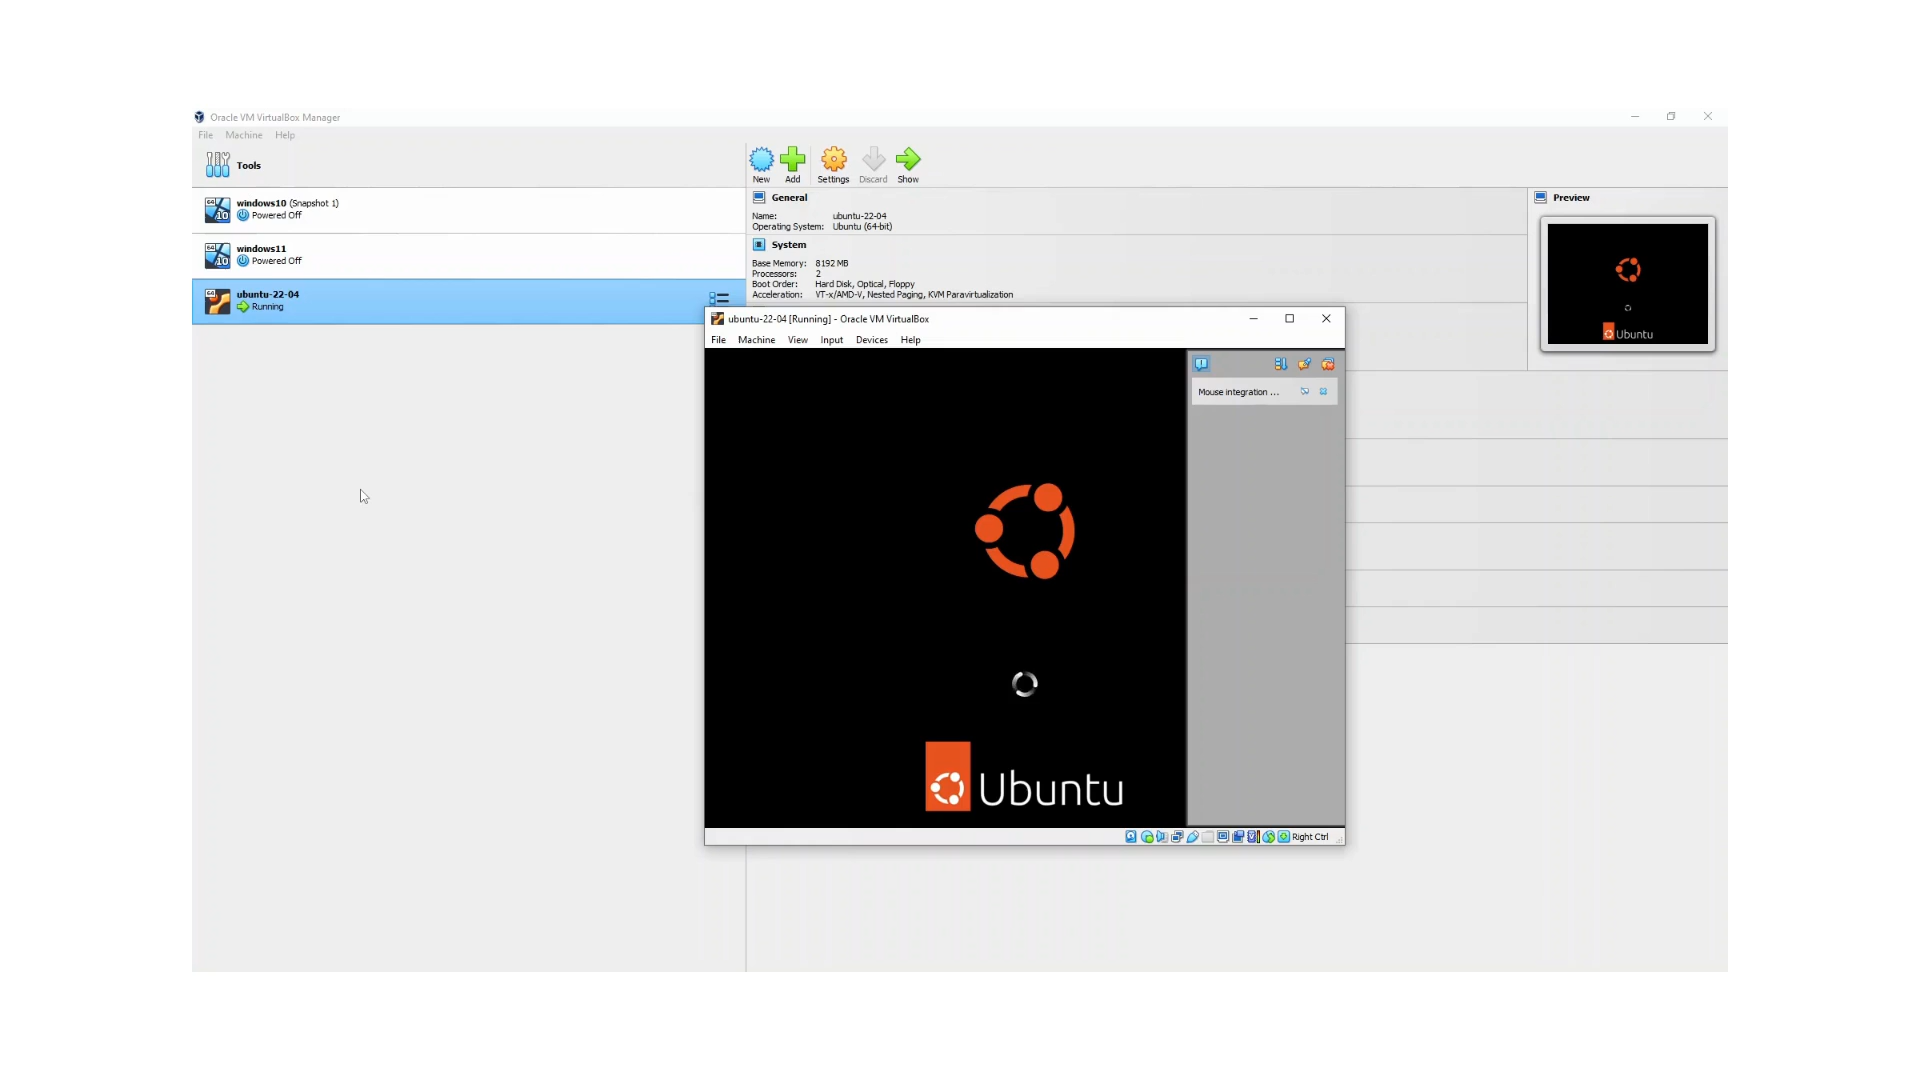 Oracle VM VirtualBox Manager
File Machine Help
Tools
New Add Settings Discard Show
windows10 (Snapshot 1)
Powered Off
windows11
Powered Off
ubuntu-22-04
Running
General
Name: ubuntu-22-04
Operating System: Ubuntu (64-bit)
System
Base Memory: 8192 MB
Processors: 2
Boot Order: Hard Disk, Optical, Floppy
Acceleration: VT-x/AMD-V, Nested Paging, KVM Paravirtualization
Preview
Ubuntu
ubuntu-22-04 [Running] - Oracle VM VirtualBox
File Machine View Input Devices Help
Mouse integration ...
Ubuntu
Right Ctrl